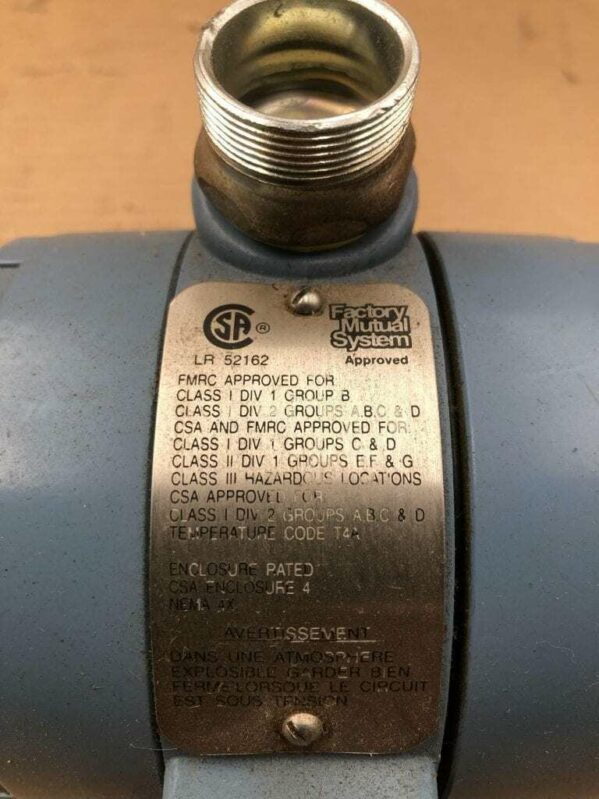 CSA ®
Factory
Mutual
System
LR 52162
Approved
FMRC APPROVED FOR
CLASS I DIV 1 GROUP B
CLASS I DIV 2 GROUPS A,B,C & D
CSA AND FMRC APPROVED FOR:
CLASS I DIV 1 GROUPS C & D
CLASS II DIV 1 GROUPS E,F & G
CLASS III HAZARDOUS LOCATIONS
CSA APPROVED FOR
CLASS I DIV 2 GROUPS A,B,C & D
TEMPERATURE CODE T4A
ENCLOSURE RATED
CSA ENCLOSURE 4
NEMA 4X
AVERTISSEMENT
DANS UNE ATMOSPHERE
EXPLOSIBLE GARDER BIEN
FERME LORSQUE LE CIRCUIT
EST SOUS TENSION